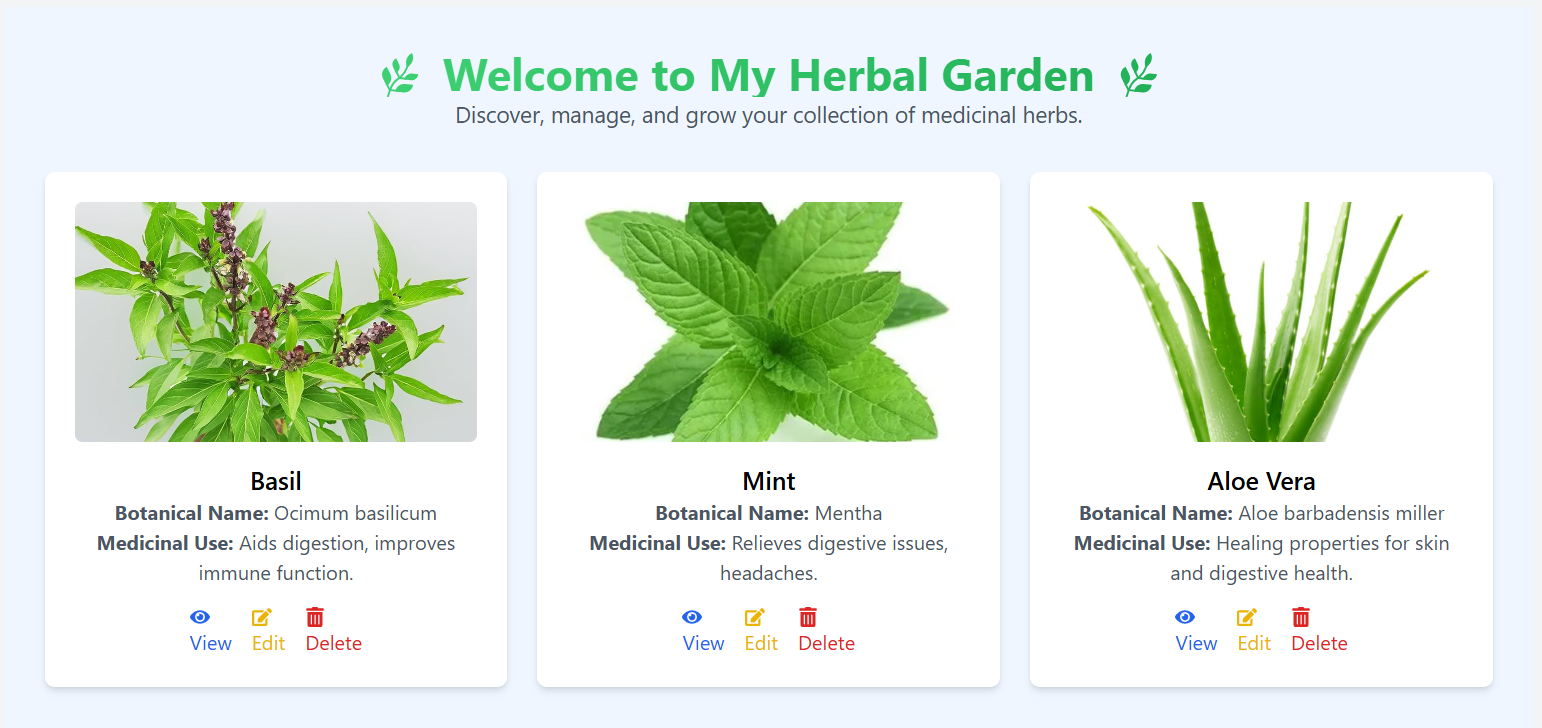 Welcome to My Herbal Garden
Discover, manage, and grow your collection of medicinal herbs.
Basil
Botanical Name: Ocimum basilicum
Medicinal Use: Aids digestion, improves
immune function.
View Edit Delete
Mint
Botanical Name: Mentha
Medicinal Use: Relieves digestive issues,
headaches.
View Edit Delete
Aloe Vera
Botanical Name: Aloe barbadensis miller
Medicinal Use: Healing properties for skin
and digestive health.
View Edit Delete